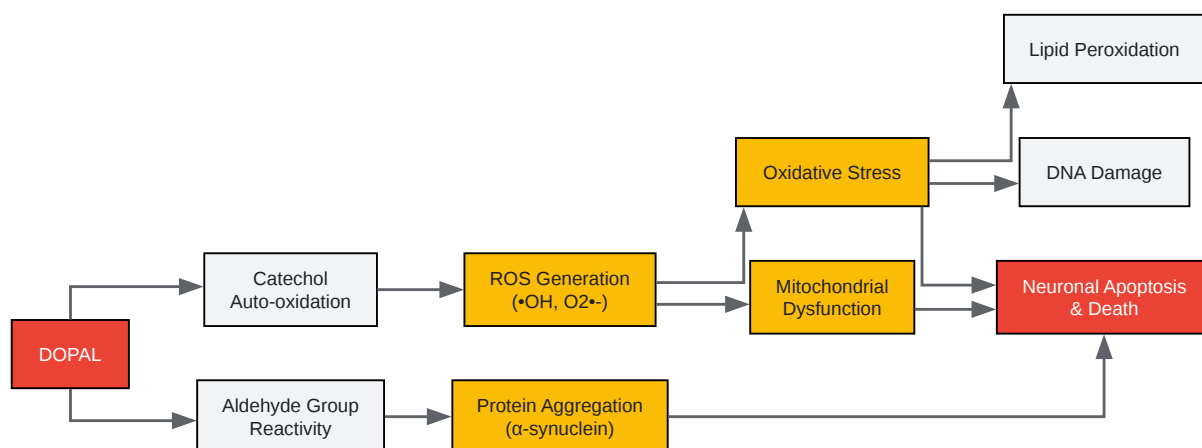 Lipid Peroxidation
Oxidative Stress
DNA Damage
Catechol
Auto-oxidation
ROS Generation
(•OH, O2•-)
Mitochondrial
Dysfunction
Neuronal Apoptosis
& Death
DOPAL
Aldehyde Group
Reactivity
Protein Aggregation
(α-synuclein)